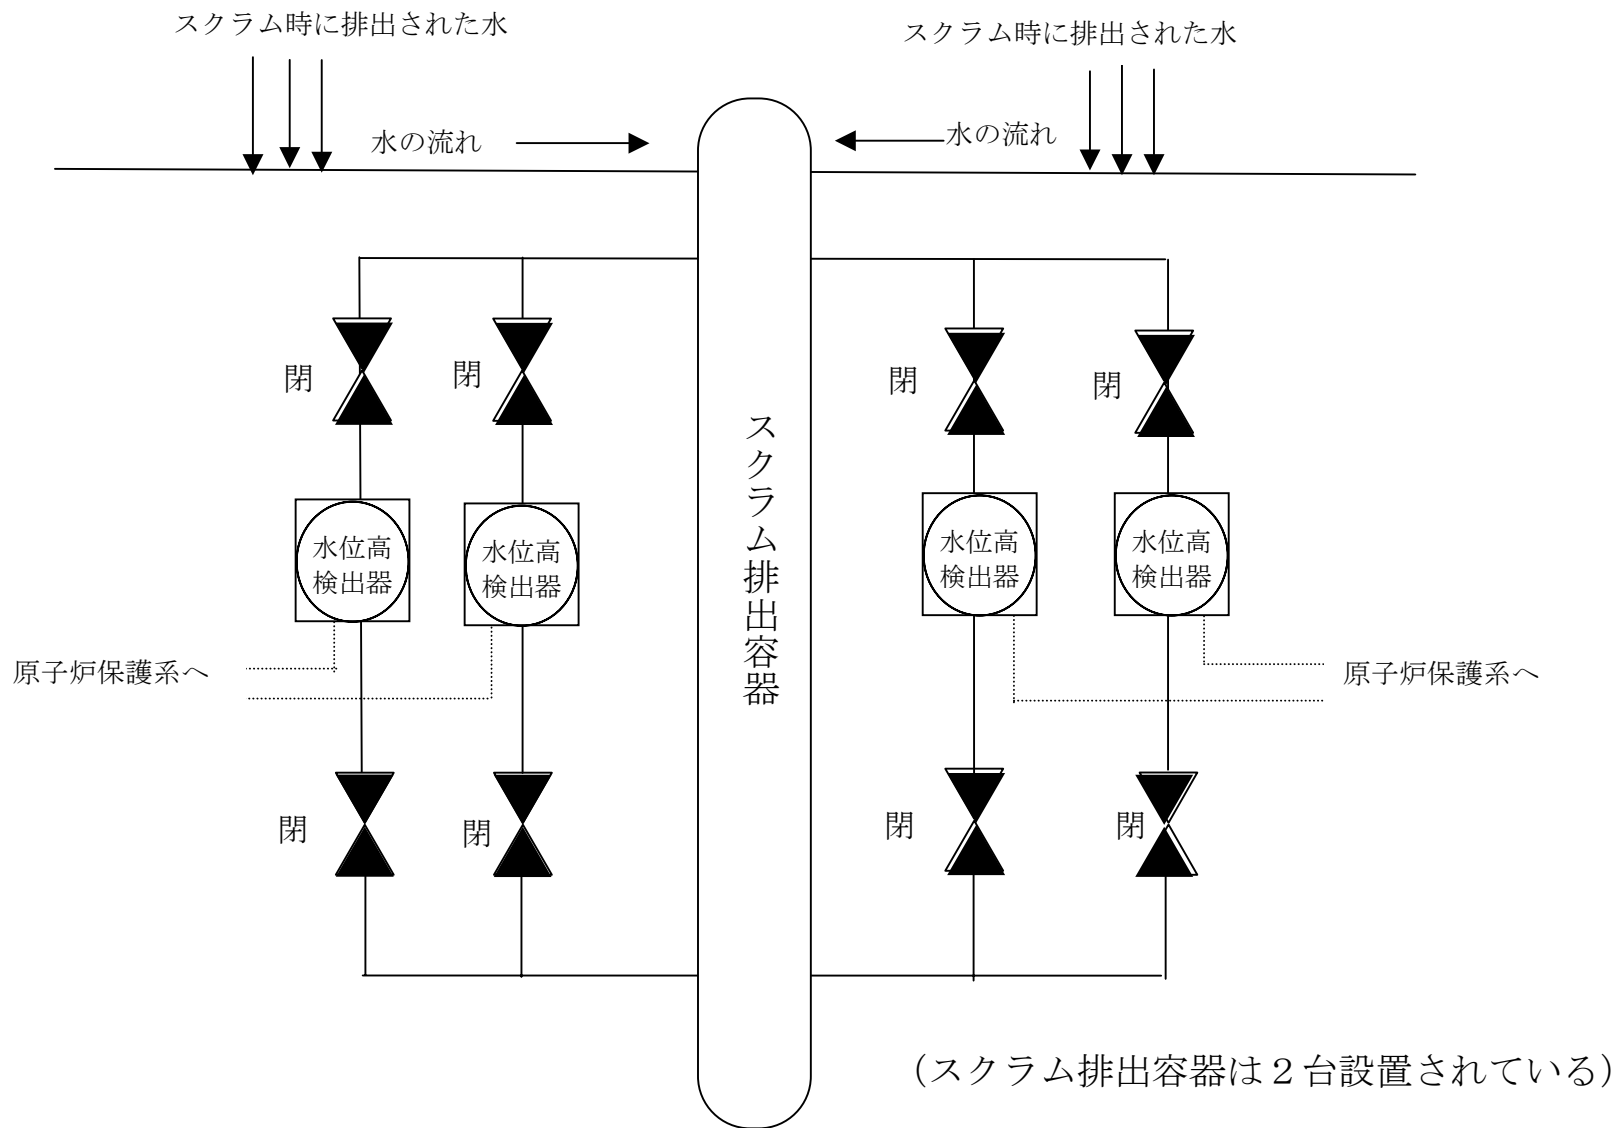 スクラム時に排出された水
スクラム時に排出された水
水の流れ
水の流れ
閉
閉
閉
閉
スクラム排出容器
水位高
検出器
水位高
検出器
水位高
検出器
水位高
検出器
原子炉保護系へ
原子炉保護系へ
閉
閉
閉
閉
（スクラム排出容器は２台設置されている）